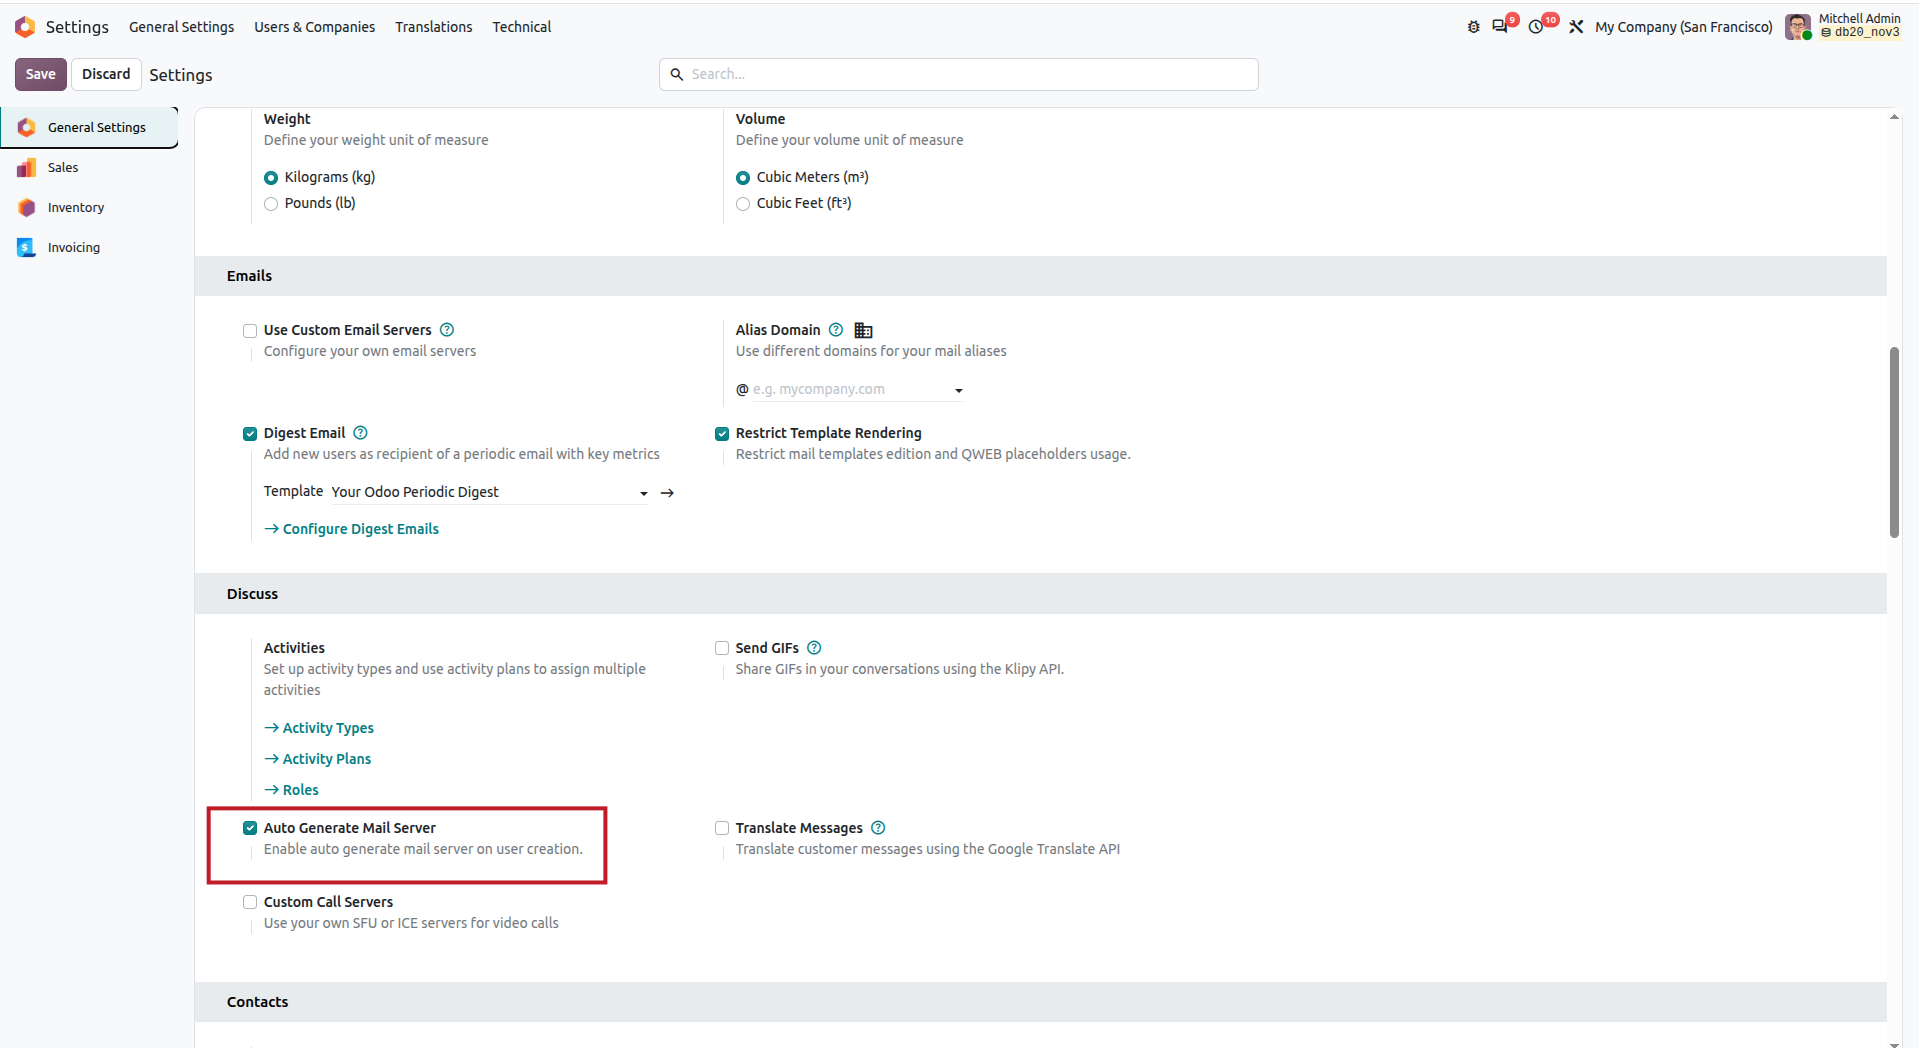 Settings General Settings Users & Companies Translations Technical 9 10 My Company (San Francisco) Mitchell Admin
db20_nov3
Save Discard Settings Search...
General Settings
Sales
Inventory
Invoicing
Weight
Define your weight unit of measure
Kilograms (kg)
Pounds (lb)
Volume
Define your volume unit of measure
Cubic Meters (m³)
Cubic Feet (ft³)
Emails
Use Custom Email Servers ?
Configure your own email servers
Alias Domain ?
Use different domains for your mail aliases
@ e.g. mycompany.com
Digest Email ?
Add new users as recipient of a periodic email with key metrics
Template Your Odoo Periodic Digest
→ Configure Digest Emails
Restrict Template Rendering
Restrict mail templates edition and QWEB placeholders usage.
Discuss
Activities
Set up activity types and use activity plans to assign multiple
activities
→ Activity Types
→ Activity Plans
→ Roles
Send GIFs ?
Share GIFs in your conversations using the Klipy API.
Auto Generate Mail Server
Enable auto generate mail server on user creation.
Translate Messages ?
Translate customer messages using the Google Translate API
Custom Call Servers
Use your own SFU or ICE servers for video calls
Contacts